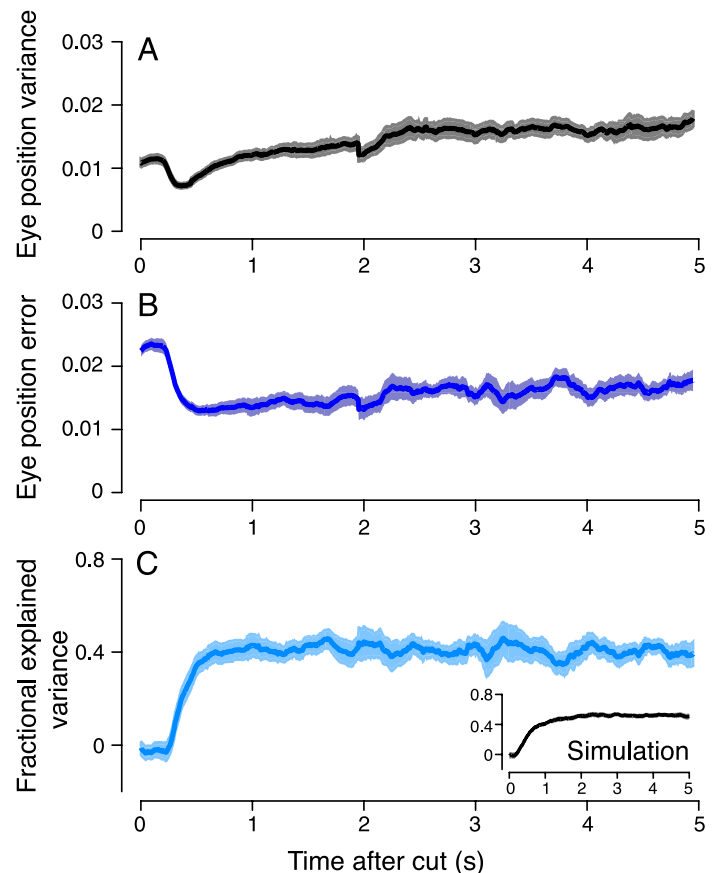 A
Eye position variance
0.03
0.02
0.01
0
0 1 2 3 4 5
B
Eye position error
0.03
0.02
0.01
0
0 1 2 3 4 5
C
Fractional explained
variance
0.8
0.4
0
0.8
0.4
0
Simulation
0 1 2 3 4 5
0 1 2 3 4 5
Time after cut (s)